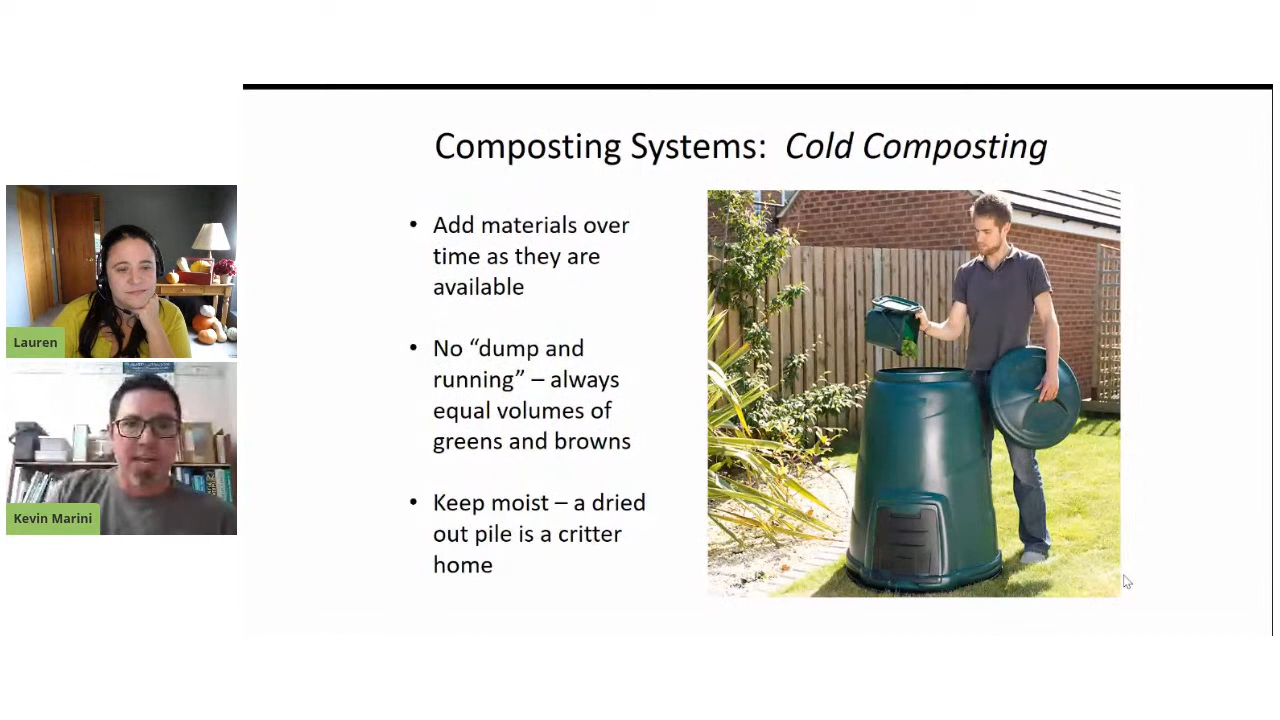 Composting Systems: Cold Composting
• Add materials over
time as they are
available
• No “dump and
running” – always
equal volumes of
greens and browns
• Keep moist – a dried
out pile is a critter
home
Lauren
Kevin Marini